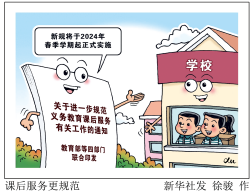 新规将于2024年
春季学期起正式实施
学校
关于进一步规范
义务教育课后服务
有关工作的通知
教育部等四部门
联合印发
课后服务更规范
新华社发 徐骏 作